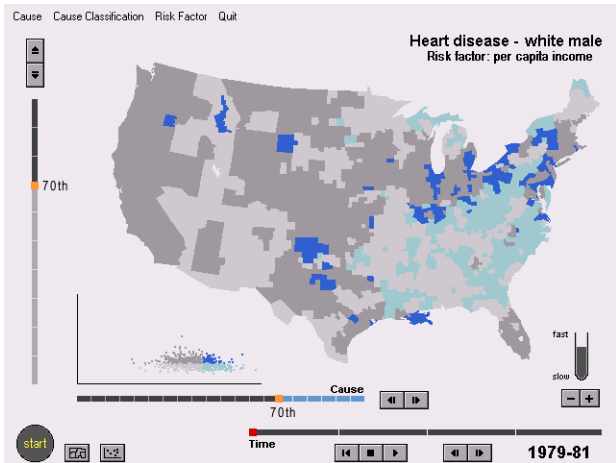 Cause Cause Classification Risk Factor Quit
Heart disease - white male
Risk factor: per capita income
70th
fast
slow
Cause
70th
start
Time
1979-81